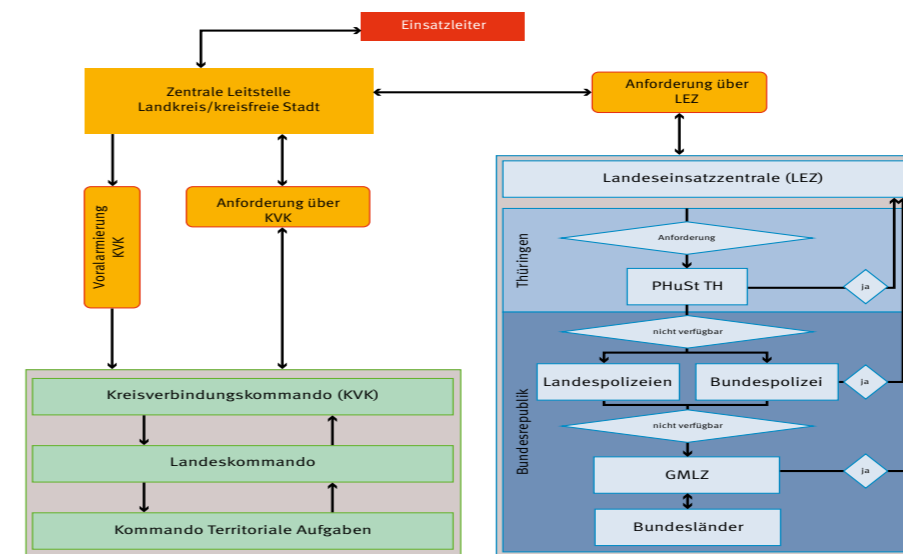 Einsatzleiter
Zentrale Leitstelle
Landkreis/kreisfreie Stadt
Anforderung über
LEZ
Voralarmierung
KVK
Anforderung über
KVK
Kreisverbindungskommando (KVK)
Landeskommando
Kommando Territoriale Aufgaben
Landeseinsatzzentrale (LEZ)
Thüringen
Anforderung
PHuSt TH
ja
Bundesrepublik
nicht verfügbar
Landespolizeien
Bundespolizei
ja
nicht verfügbar
GMLZ
ja
Bundesländer